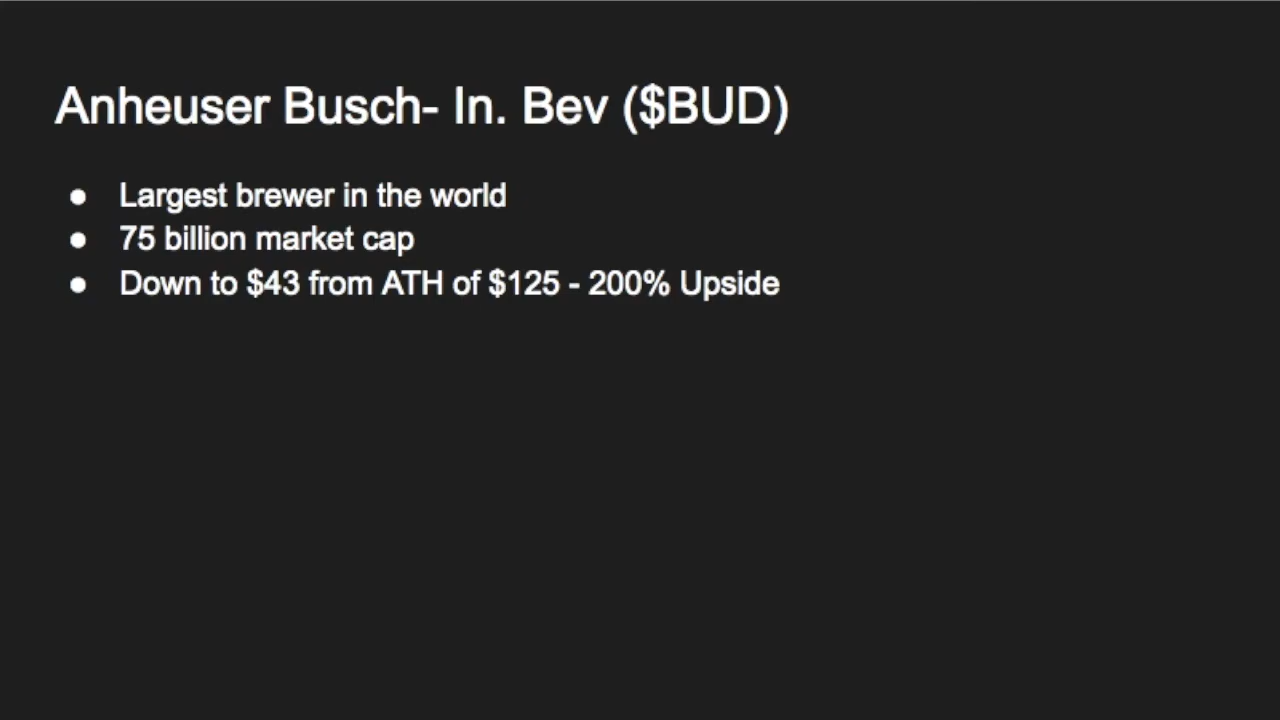 Anheuser Busch- In. Bev ($BUD)
● Largest brewer in the world
● 75 billion market cap
● Down to $43 from ATH of $125 - 200% Upside